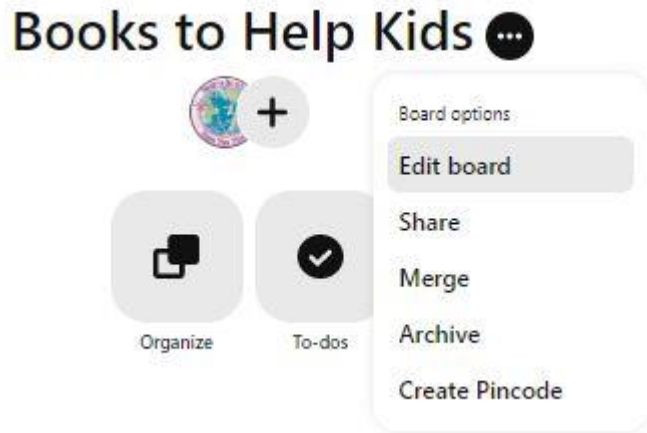 Books to Help Kids
Board options
Edit board
Share
Merge
Archive
Create Pincode
Organize
To-dos